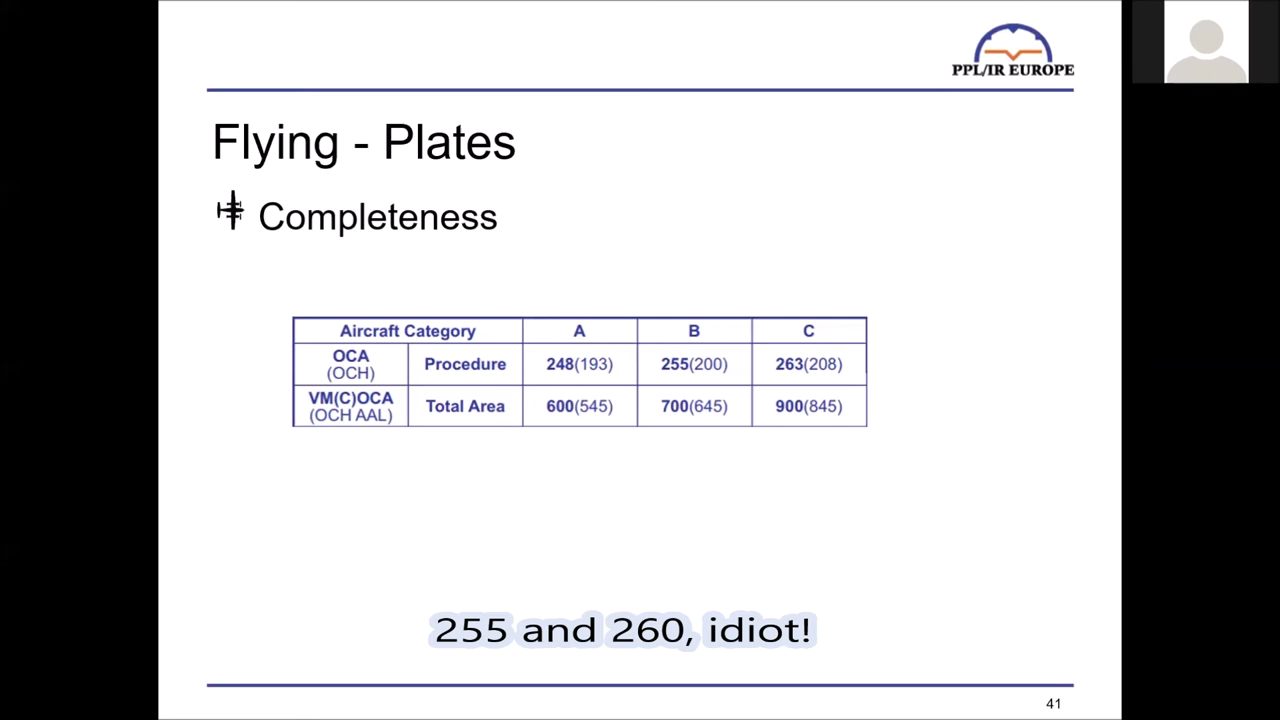 PPL/IR EUROPE
Flying - Plates
Completeness
Aircraft Category A B C
OCA (OCH) Procedure 248(193) 255(200) 263(208)
VM(C)OCA (OCH AAL) Total Area 600(545) 700(645) 900(845)
255 and 260, idiot!
41